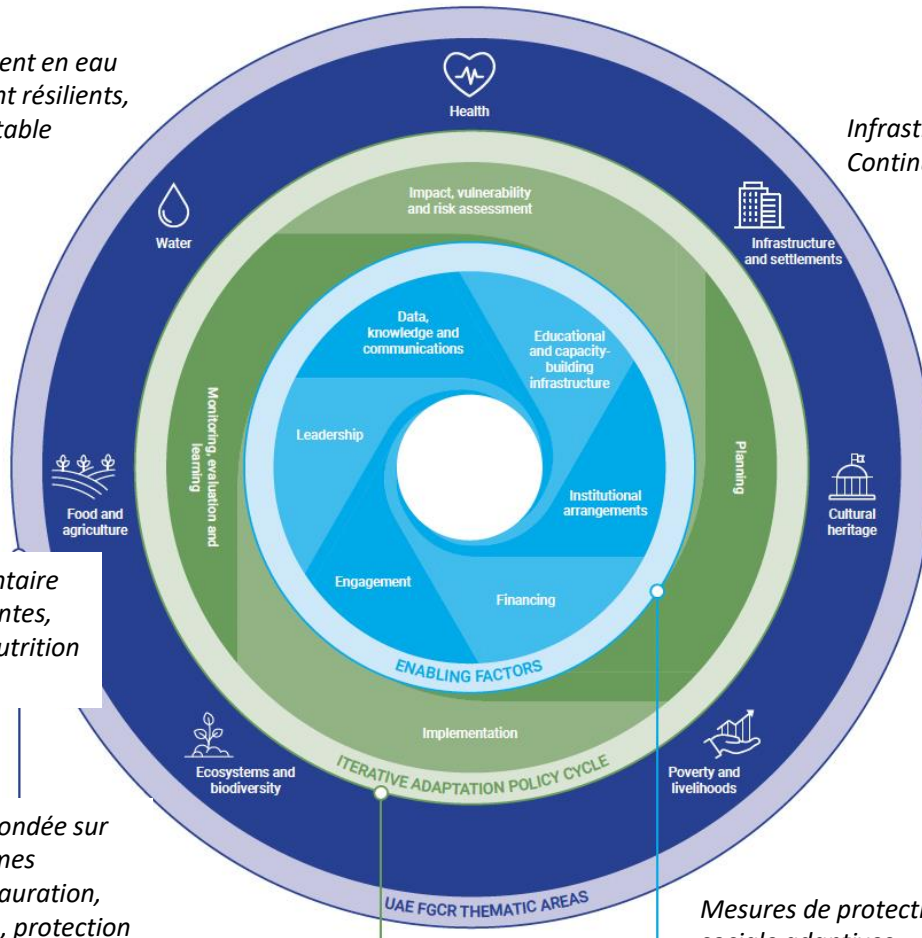 ent en eau
nt résilients,
table
Health
Infrast
Contin
Water
Infrastructure
and settlements
Impact, vulnerability
and risk assessment
Data,
knowledge and
communications
Educational
and capacity-
building
infrastructure
Monitoring, evaluation and
learning
Leadership
Planning
Food and
agriculture
Institutional
arrangements
Cultural
heritage
ntaire
ntes,
utrition
Engagement
Financing
ENABLING FACTORS
Implementation
ITERATIVE ADAPTATION POLICY CYCLE
Ecosystems and
biodiversity
Poverty and
livelihoods
ondée sur
mes
auration,
, protection
UAE FGCR THEMATIC AREAS
Mesures de protecti